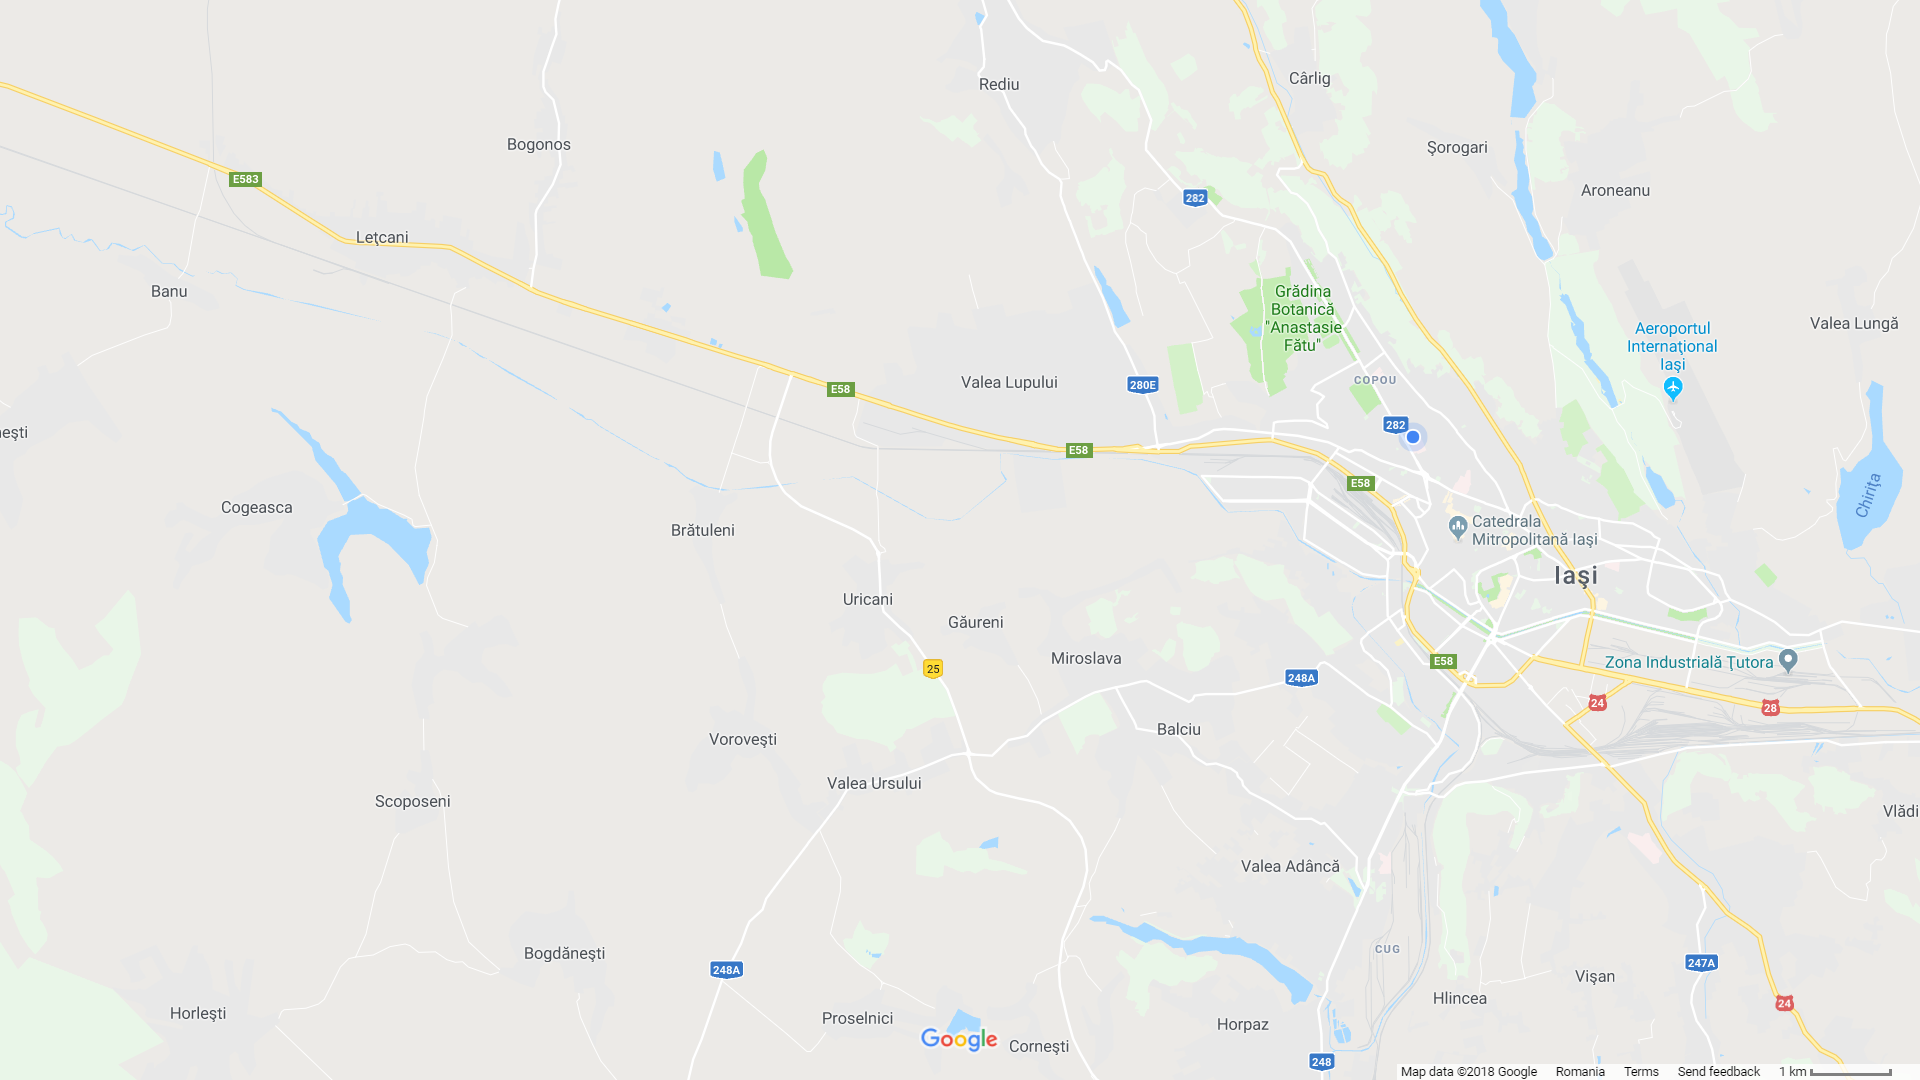 Rediu
Cârlig
Bogonos
Şorogari
E583
Aroneanu
282
Leţcani
Banu
Grădina
Botanică
"Anastasie
Fătu"
Valea Lungă
Aeroportul
Internaţional
Iaşi
Valea Lupului
280E
COPOU
E58
282
eşti
E58
E58
Chiriţa
Cogeasca
Brătuleni
Catedrala
Mitropolitană Iaşi
Iaşi
Uricani
Găureni
Miroslava
E58
Zona Industrială Ţutora
25
248A
24
28
Balciu
Voroveşti
Valea Ursului
Scoposeni
Vlădi
Valea Adâncă
Bogdăneşti
CUG
248A
247A
Vişan
Hlincea
24
Horleşti
Proselnici
Horpaz
Google
Corneşti
248
Map data ©2018 Google Romania Terms Send feedback 1 km